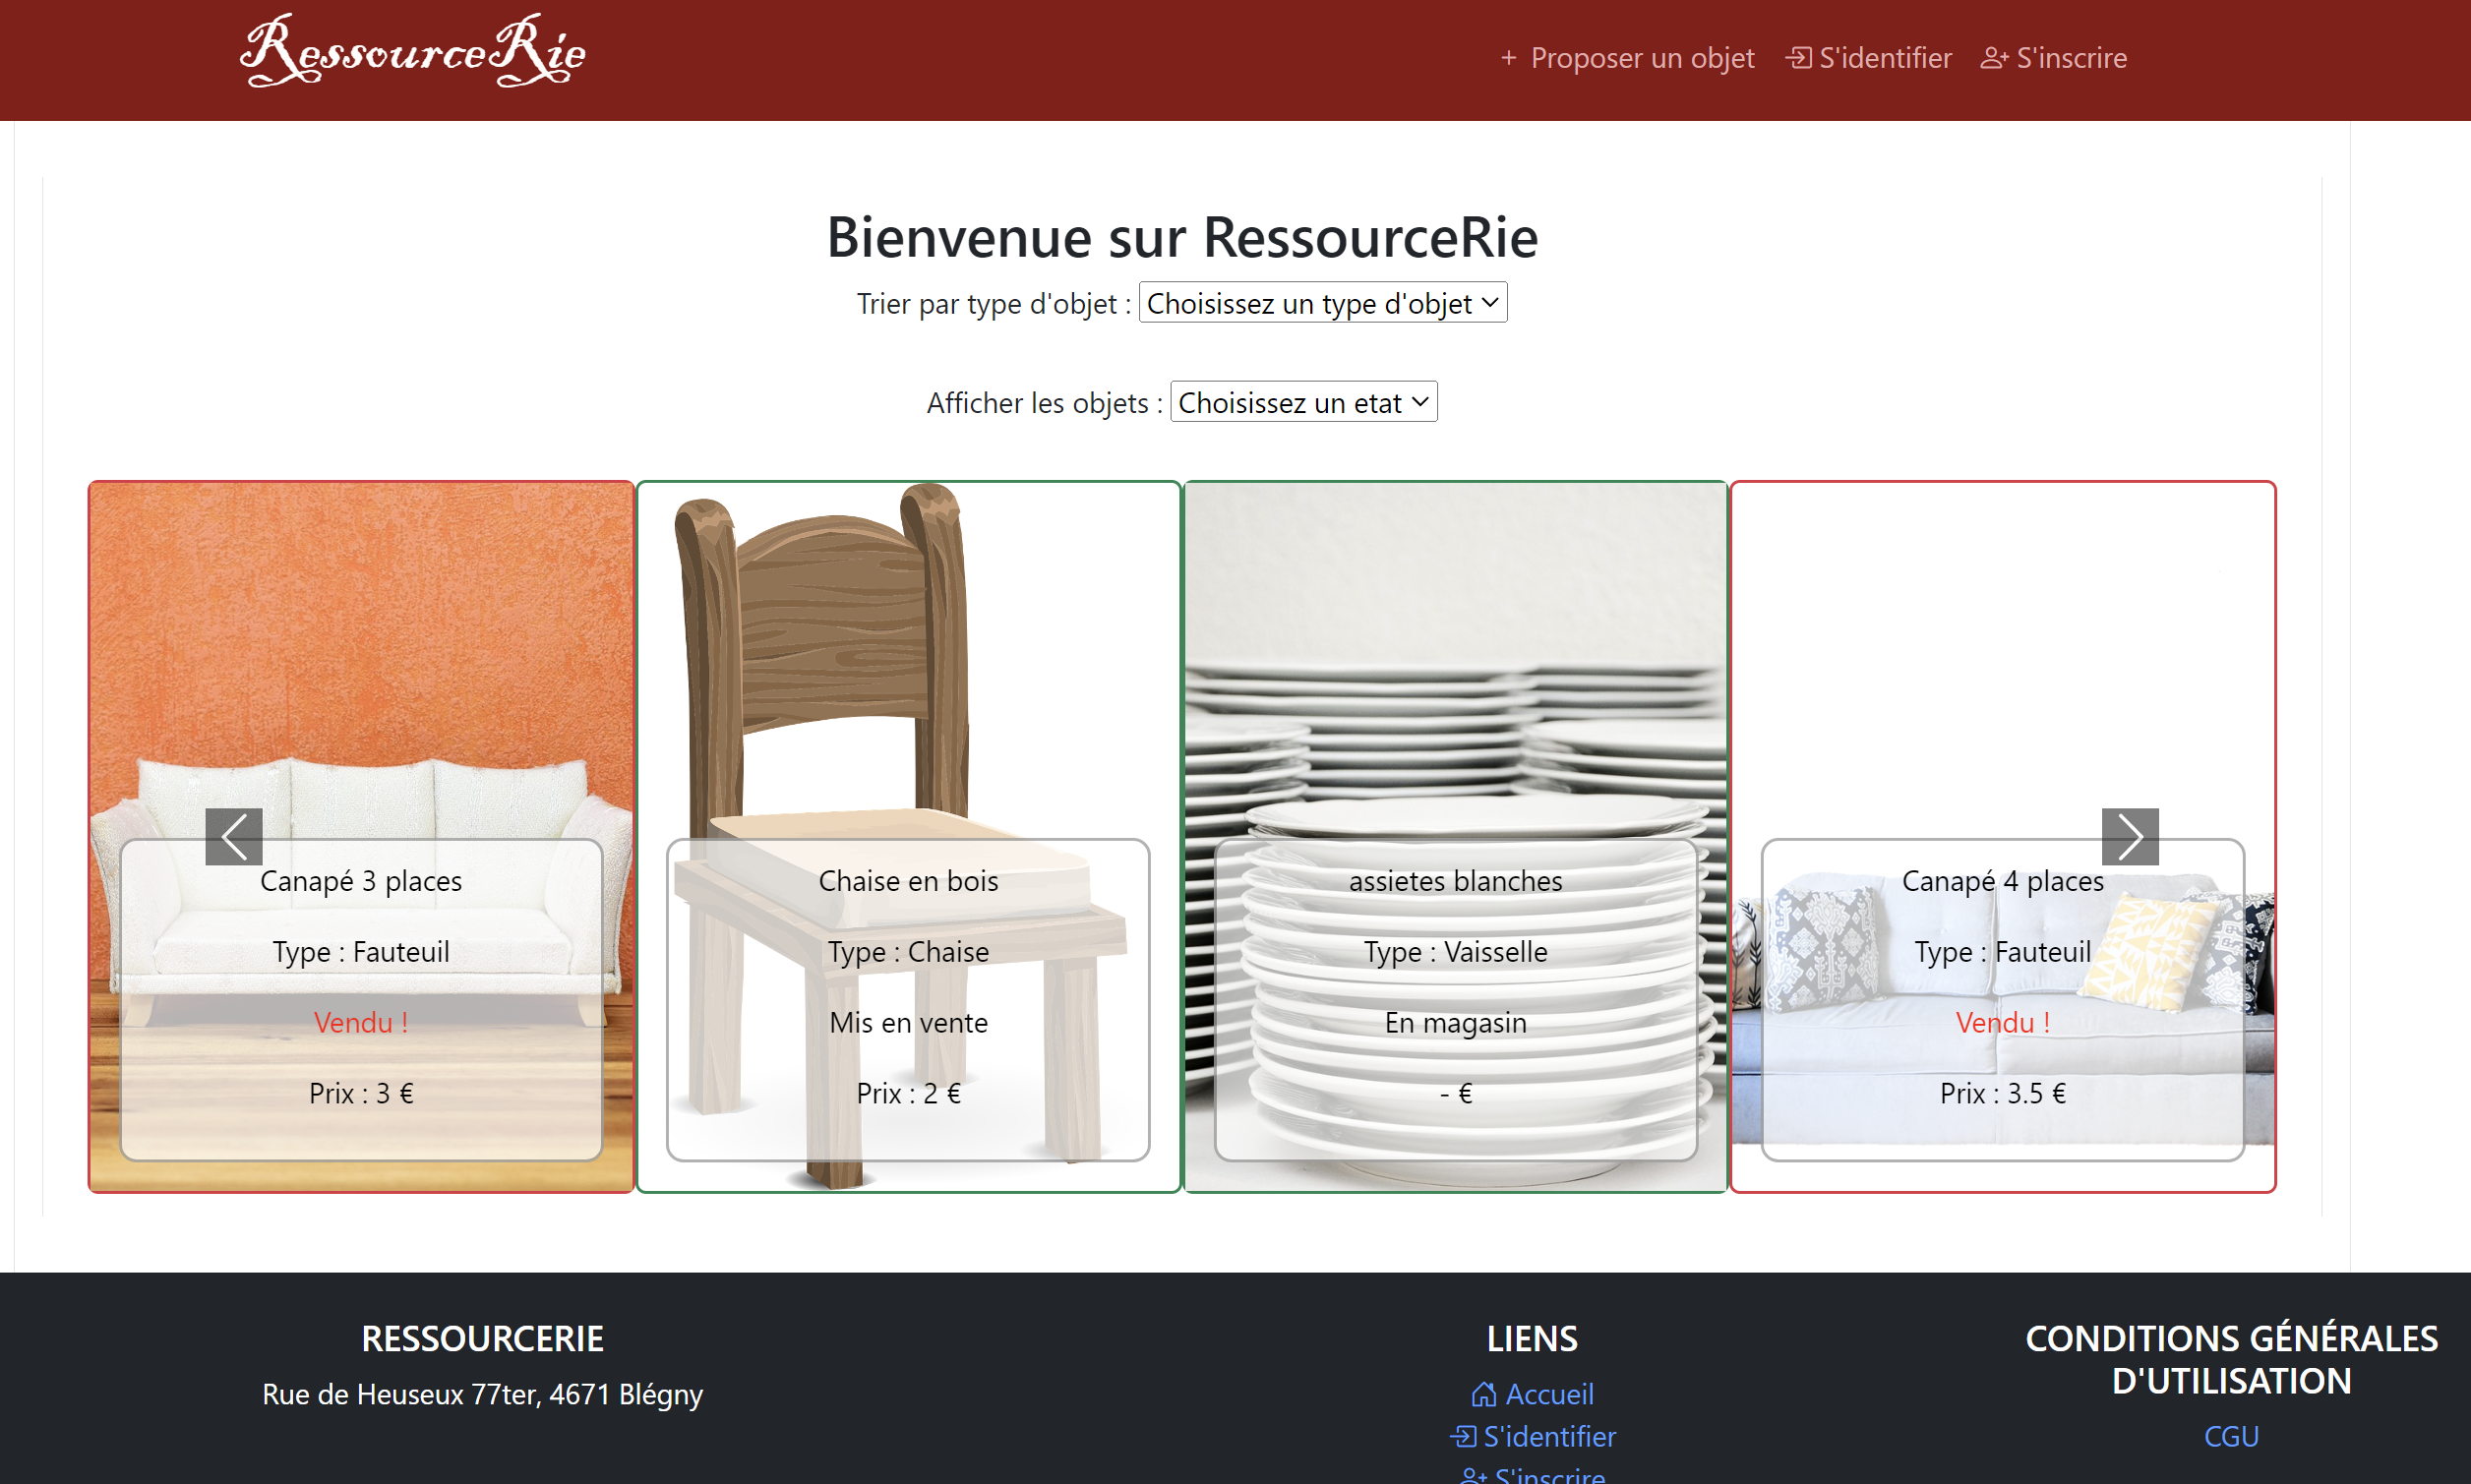 RessourceRie
+ Proposer un objet S'identifier S'inscrire
Bienvenue sur RessourceRie
Trier par type d'objet : Choisissez un type d'objet
Afficher les objets : Choisissez un etat
Canapé 3 places
Type : Fauteuil
Vendu !
Prix : 3 €
Chaise en bois
Type : Chaise
Mis en vente
Prix : 2 €
assietes blanches
Type : Vaisselle
En magasin
- €
Canapé 4 places
Type : Fauteuil
Vendu !
Prix : 3.5 €
RESSOURCERIE
Rue de Heuseux 77ter, 4671 Blégny
LIENS
Accueil
S'identifier
S'inscrire
CONDITIONS GÉNÉRALES
D'UTILISATION
CGU